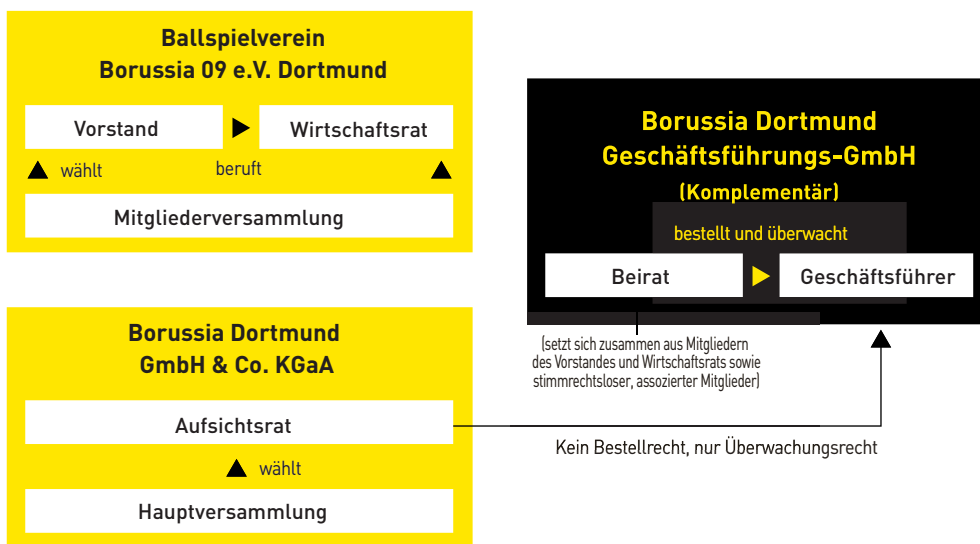 Ballspielverein
Borussia 09 e.V. Dortmund
Vorstand
Wirtschaftsrat
wählt
beruft
Mitgliederversammlung
Borussia Dortmund
Geschäftsführungs-GmbH
(Komplementär)
bestellt und überwacht
Beirat
Geschäftsführer
(setzt sich zusammen aus Mitgliedern
des Vorstandes und Wirtschaftsrats sowie
stimmrechtsloser, assozierter Mitglieder)
Borussia Dortmund
GmbH & Co. KGaA
Aufsichtsrat
Kein Bestellrecht, nur Überwachungsrecht
wählt
Hauptversammlung